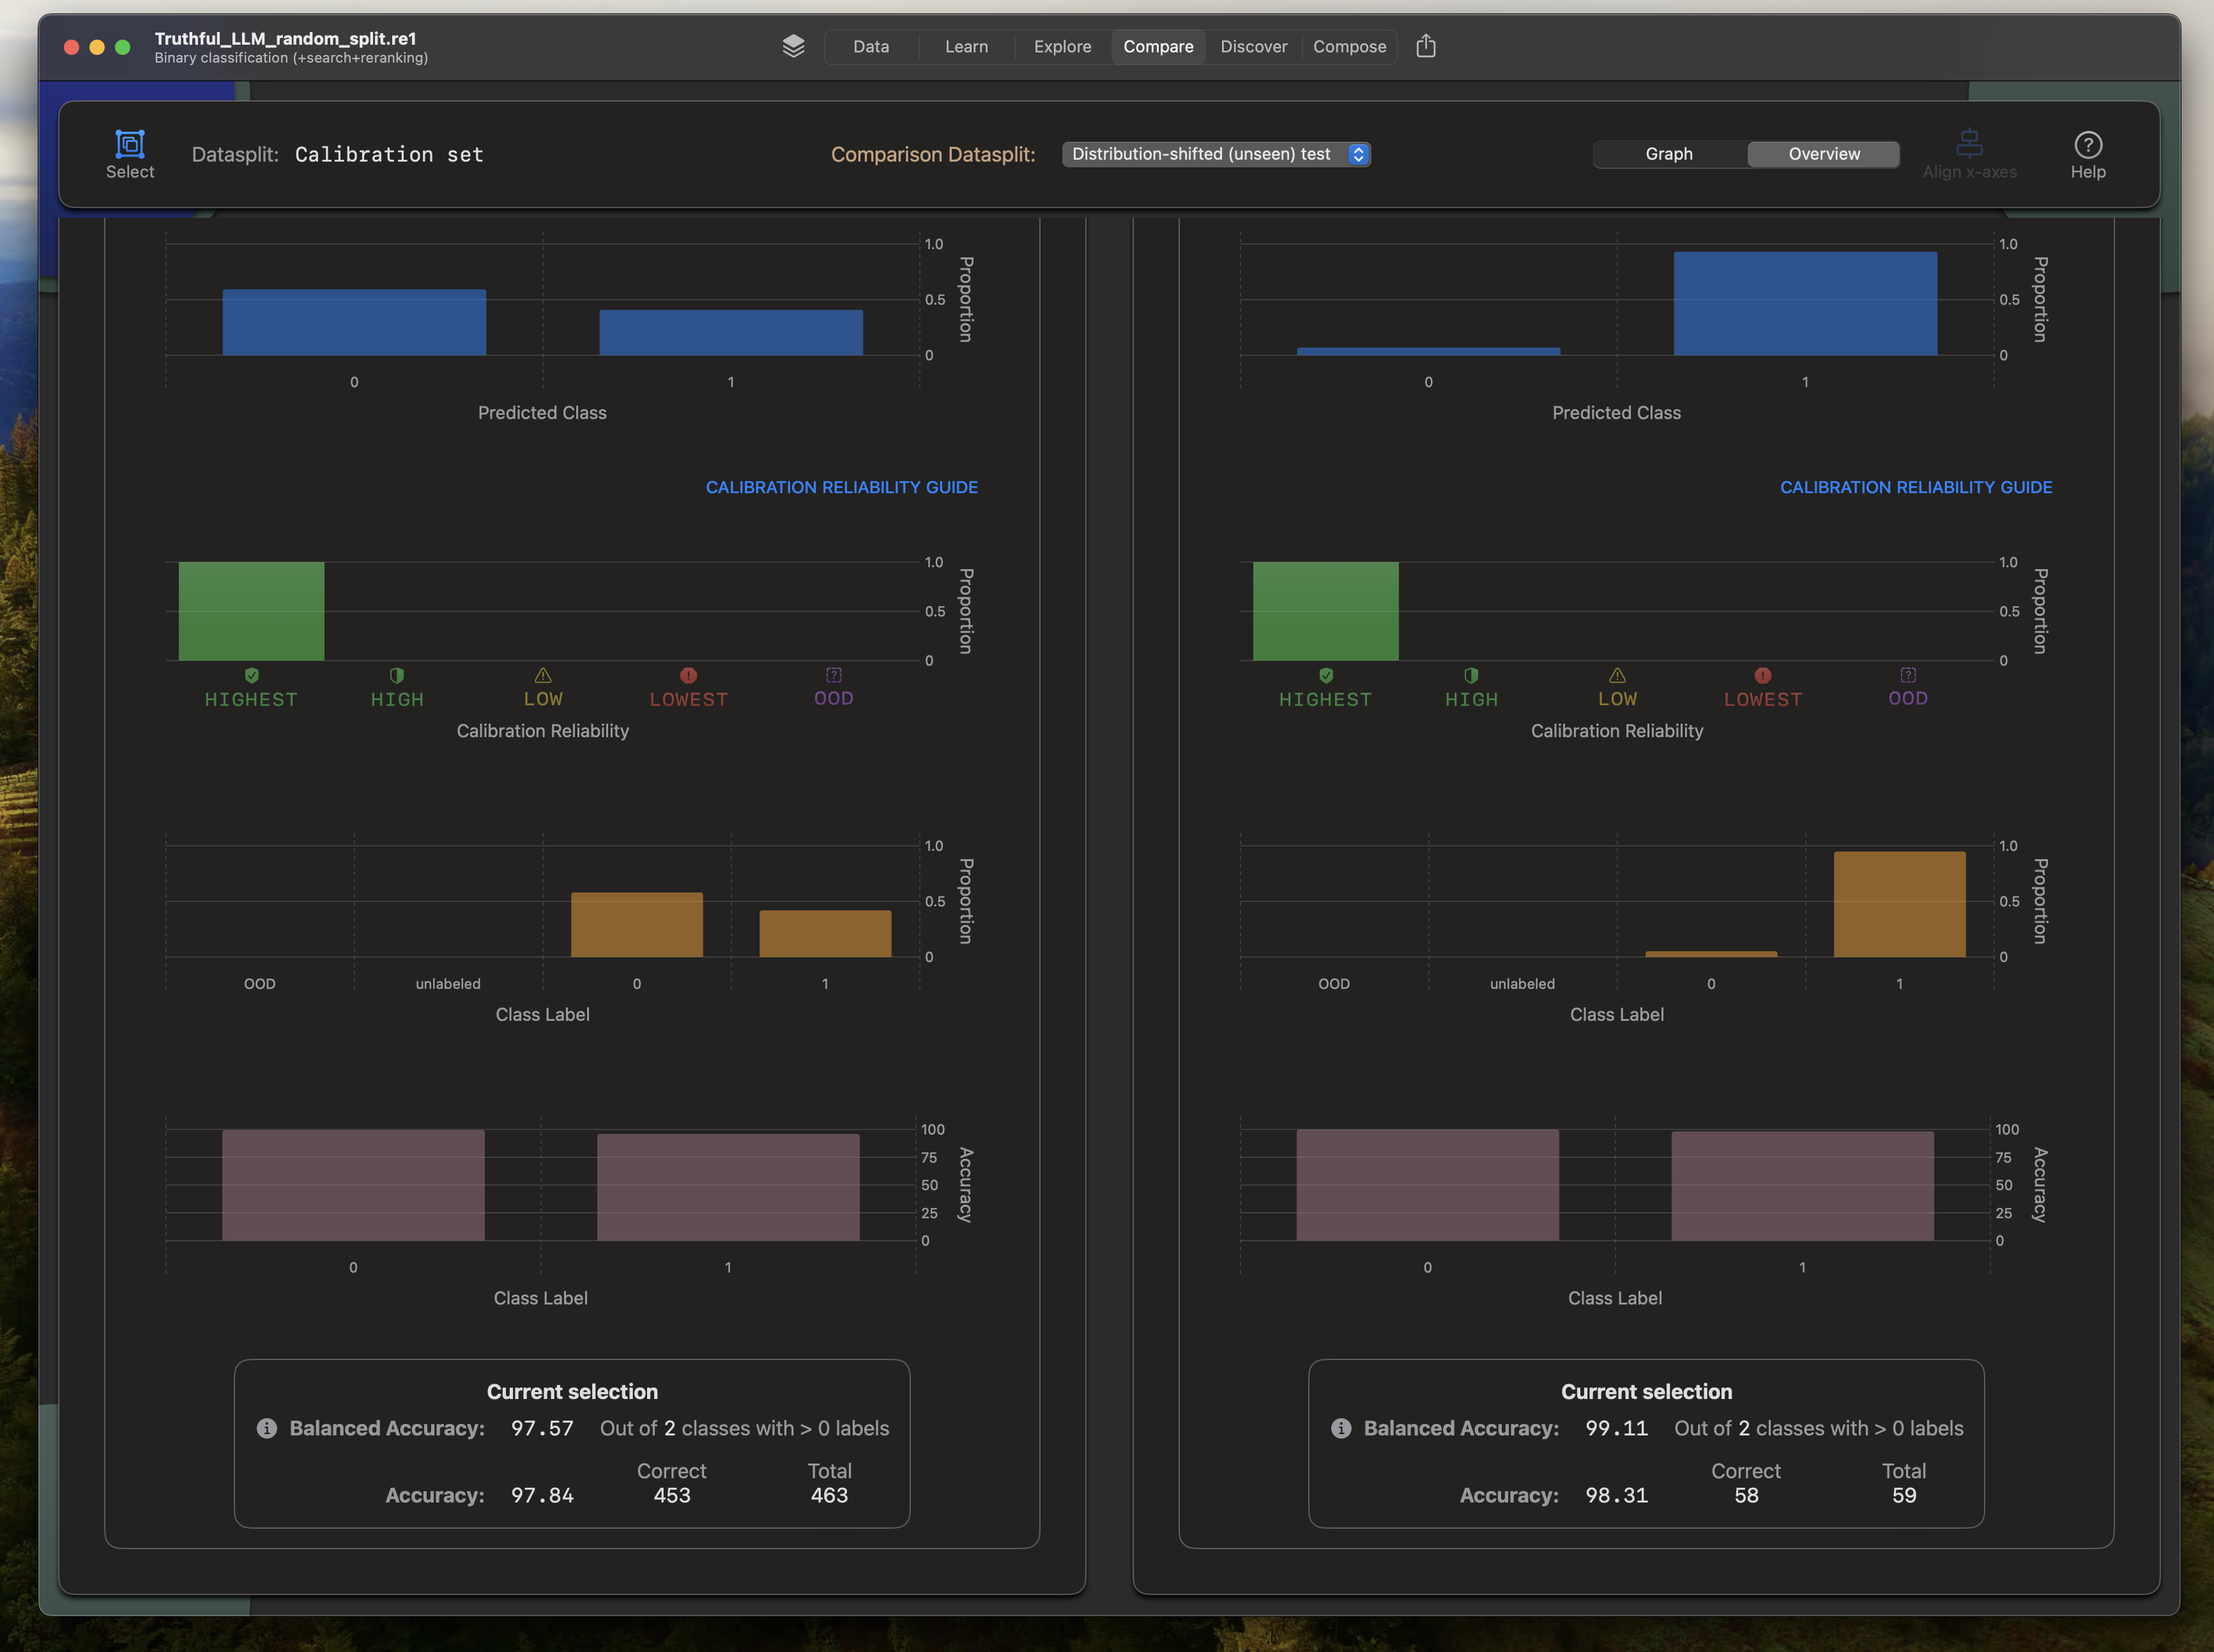 Truthful_LLM_random_split.re1
Binary classification (+search+reranking)
Data Learn Explore Compare Discover Compose
Select
Datasplit: Calibration set
Comparison Datasplit: Distribution-shifted (unseen) test
Graph Overview
Align x-axes
Help
1.0
0.5
0
Proportion
0 1
Predicted Class
CALIBRATION RELIABILITY GUIDE
1.0
0.5
0
Proportion
HIGHEST HIGH LOW LOWEST OOD
Calibration Reliability
1.0
0.5
0
Proportion
OOD unlabeled 0 1
Class Label
100
75
50
25
0
Accuracy
0 1
Class Label
Current selection
Balanced Accuracy: 97.57 Out of 2 classes with > 0 labels
Correct Total
Accuracy: 97.84 453 463
1.0
0.5
0
Proportion
0 1
Predicted Class
CALIBRATION RELIABILITY GUIDE
1.0
0.5
0
Proportion
HIGHEST HIGH LOW LOWEST OOD
Calibration Reliability
1.0
0.5
0
Proportion
OOD unlabeled 0 1
Class Label
100
75
50
25
0
Accuracy
0 1
Class Label
Current selection
Balanced Accuracy: 99.11 Out of 2 classes with > 0 labels
Correct Total
Accuracy: 98.31 58 59